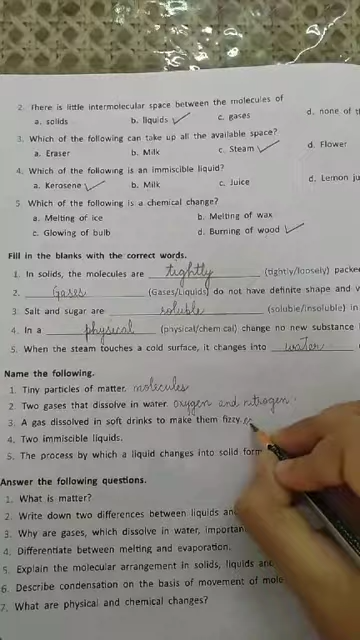 2. There is little intermolecular space between the molecules of
a. solids b. liquids c. gases d. none of
3. Which of the following can take up all the available space?
a. Eraser b. Milk c. Steam d. Flower
4. Which of the following is an immiscible liquid?
a. Kerosene b. Milk c. Juice d. Lemon
5. Which of the following is a chemical change?
a. Melting of ice b. Melting of wax
c. Glowing of bulb d. Burning of wood
Fill in the blanks with the correct words.
1. In solids, the molecules are tightly (tightly/loosely)
2. Gases (Gases/Liquids) do not have definite shape and
3. Salt and sugar are soluble (soluble/insoluble) in
4. In a physical (physical/chemical) change no new substance
5. When the steam touches a cold surface, it changes into water
Name the following.
1. Tiny particles of matter. molecules
2. Two gases that dissolve in water. oxygen and nitrogen.
3. A gas dissolved in soft drinks to make them fizzy.
4. Two immiscible liquids.
5. The process by which a liquid changes into solid form
Answer the following questions.
1. What is matter?
2. Write down two differences between liquids
3. Why are gases, which dissolve in water,
4. Differentiate between melting and evaporation.
5. Explain the molecular arrangement in solids, liquids
6. Describe condensation on the basis of movement of
7. What are physical and chemical changes?